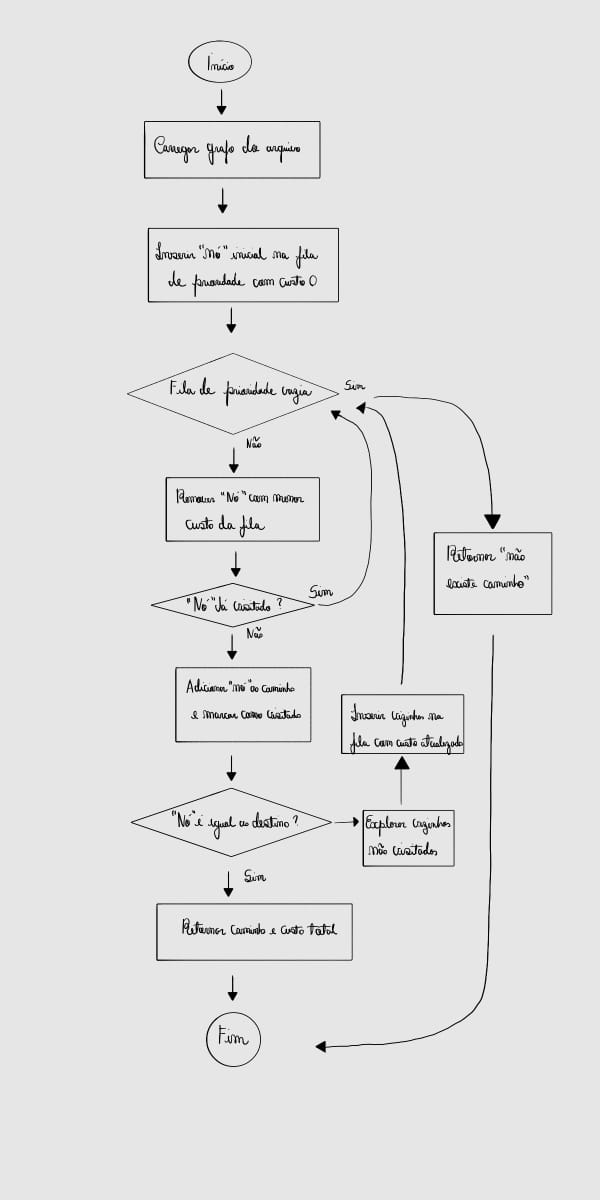 Início
Carregar grafo do arquivo
Inserir "Nó" inicial na fila
de prioridade com custo 0
Fila de prioridade vazia
Sim
Não
Remover "Nó" com menor
custo da fila
Retornar "não
existe caminho"
"Nó" Já visitado?
Sim
Não
Adicionar "nó" ao caminho
e marcar como visitado
Inserir vizinhos na
fila com custo atualizado
"Nó" é igual ao destino?
Explorar vizinhos
não visitados
Sim
Retornar caminho e custo total
Fim